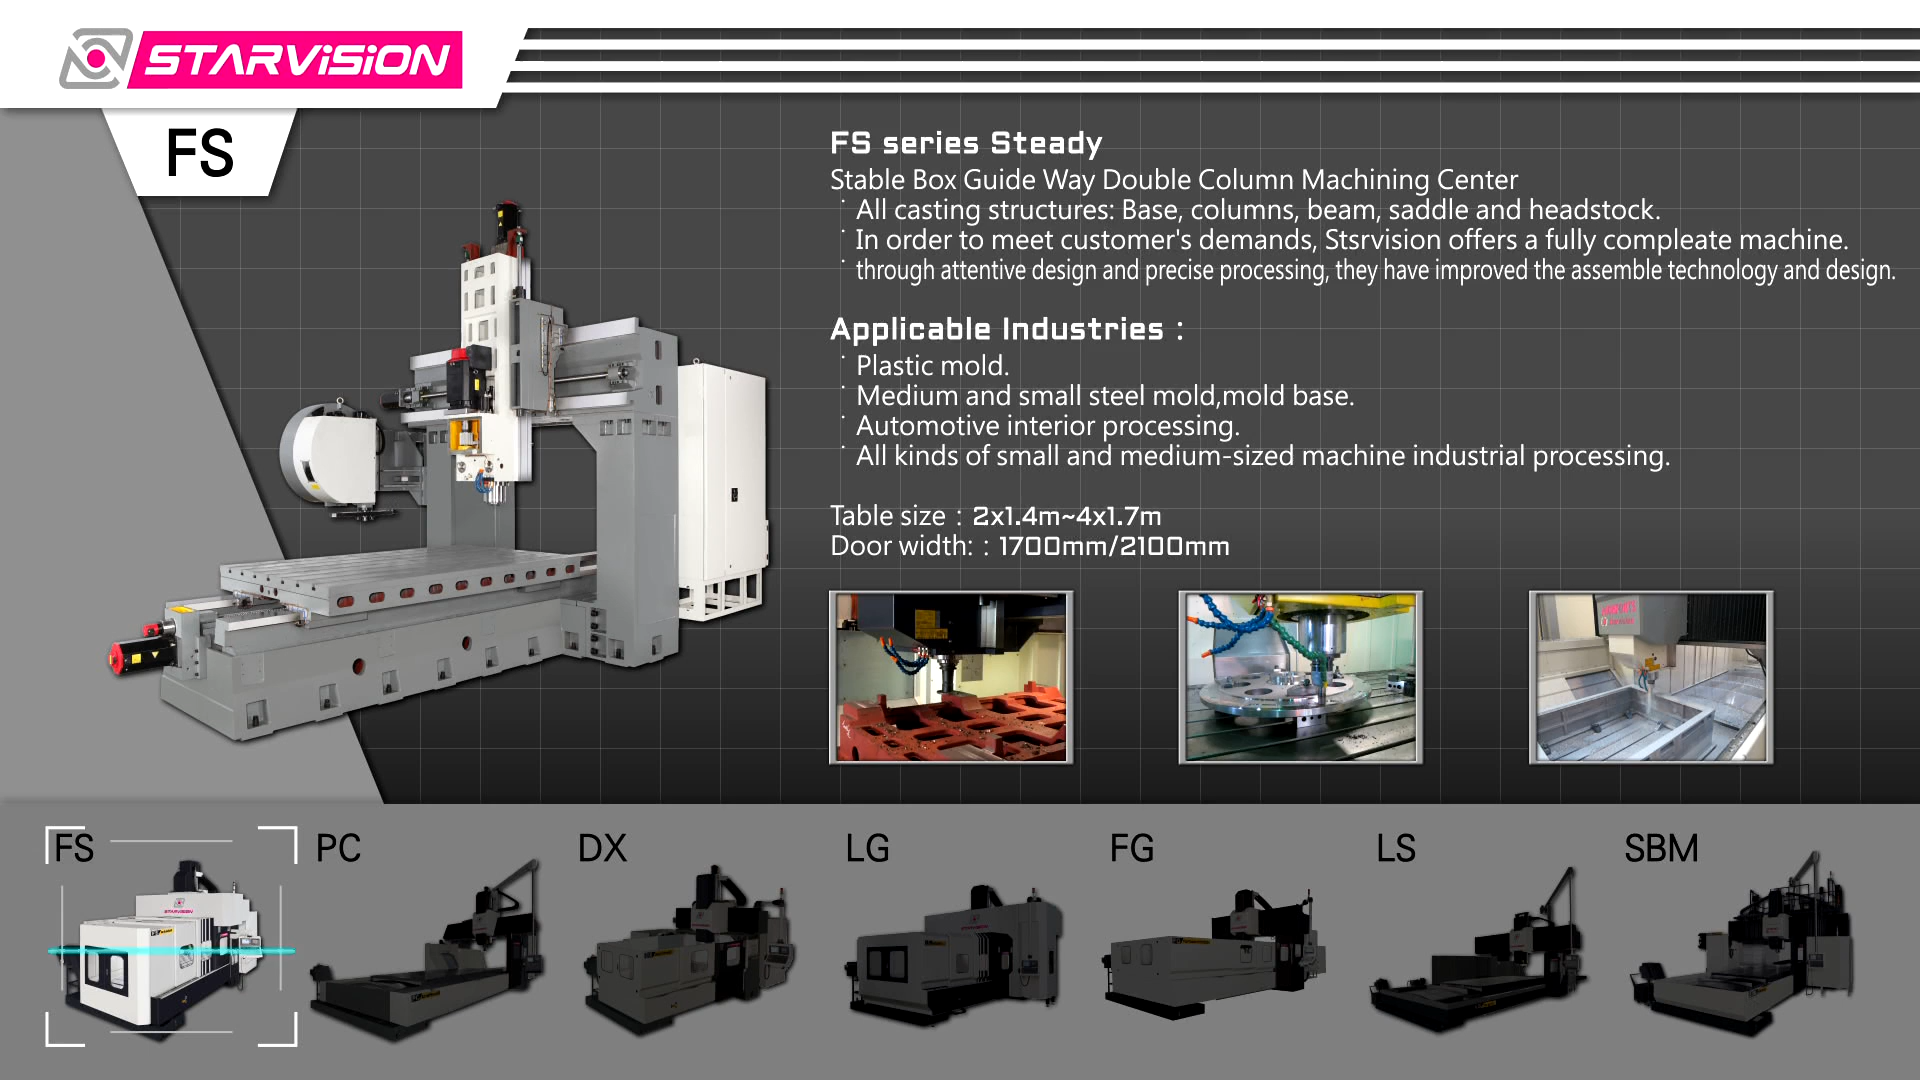 STARVISION
FS
FS series Steady
Stable Box Guide Way Double Column Machining Center
˙All casting structures: Base, columns, beam, saddle and headstock.
˙In order to meet customer's demands, Stsrvision offers a fully compleate machine.
˙through attentive design and precise processing, they have improved the assemble technology and design.
Applicable Industries：
˙Plastic mold.
˙Medium and small steel mold,mold base.
˙Automotive interior processing.
˙All kinds of small and medium-sized machine industrial processing.
Table size：2x1.4m~4x1.7m
Door width:：1700mm/2100mm
FS
PC
DX
LG
FG
LS
SBM
STARVISION